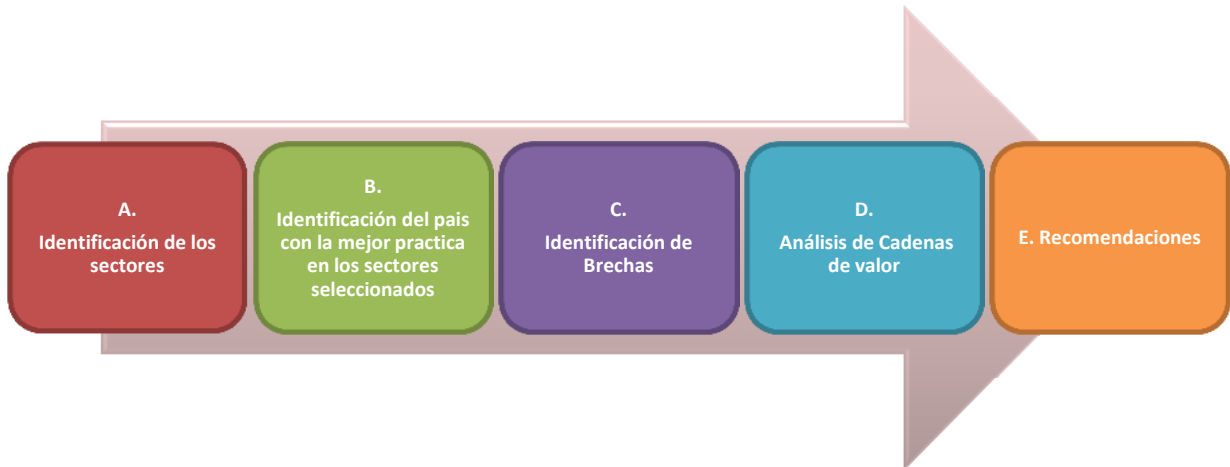 A.
Identificación de los
sectores
B.
Identificación del pais
con la mejor practica
en los sectores
seleccionados
C.
Identificación de
Brechas
D.
Análisis de Cadenas
de valor
E. Recomendaciones